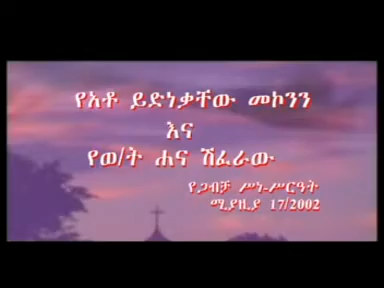 የአቶ ይድነቃቸው መኮንን
እና
የወ/ት ሐና ሽፈራው
የጋብቻ ሥነ-ሥርዓት
ሚያዚያ 17/2002